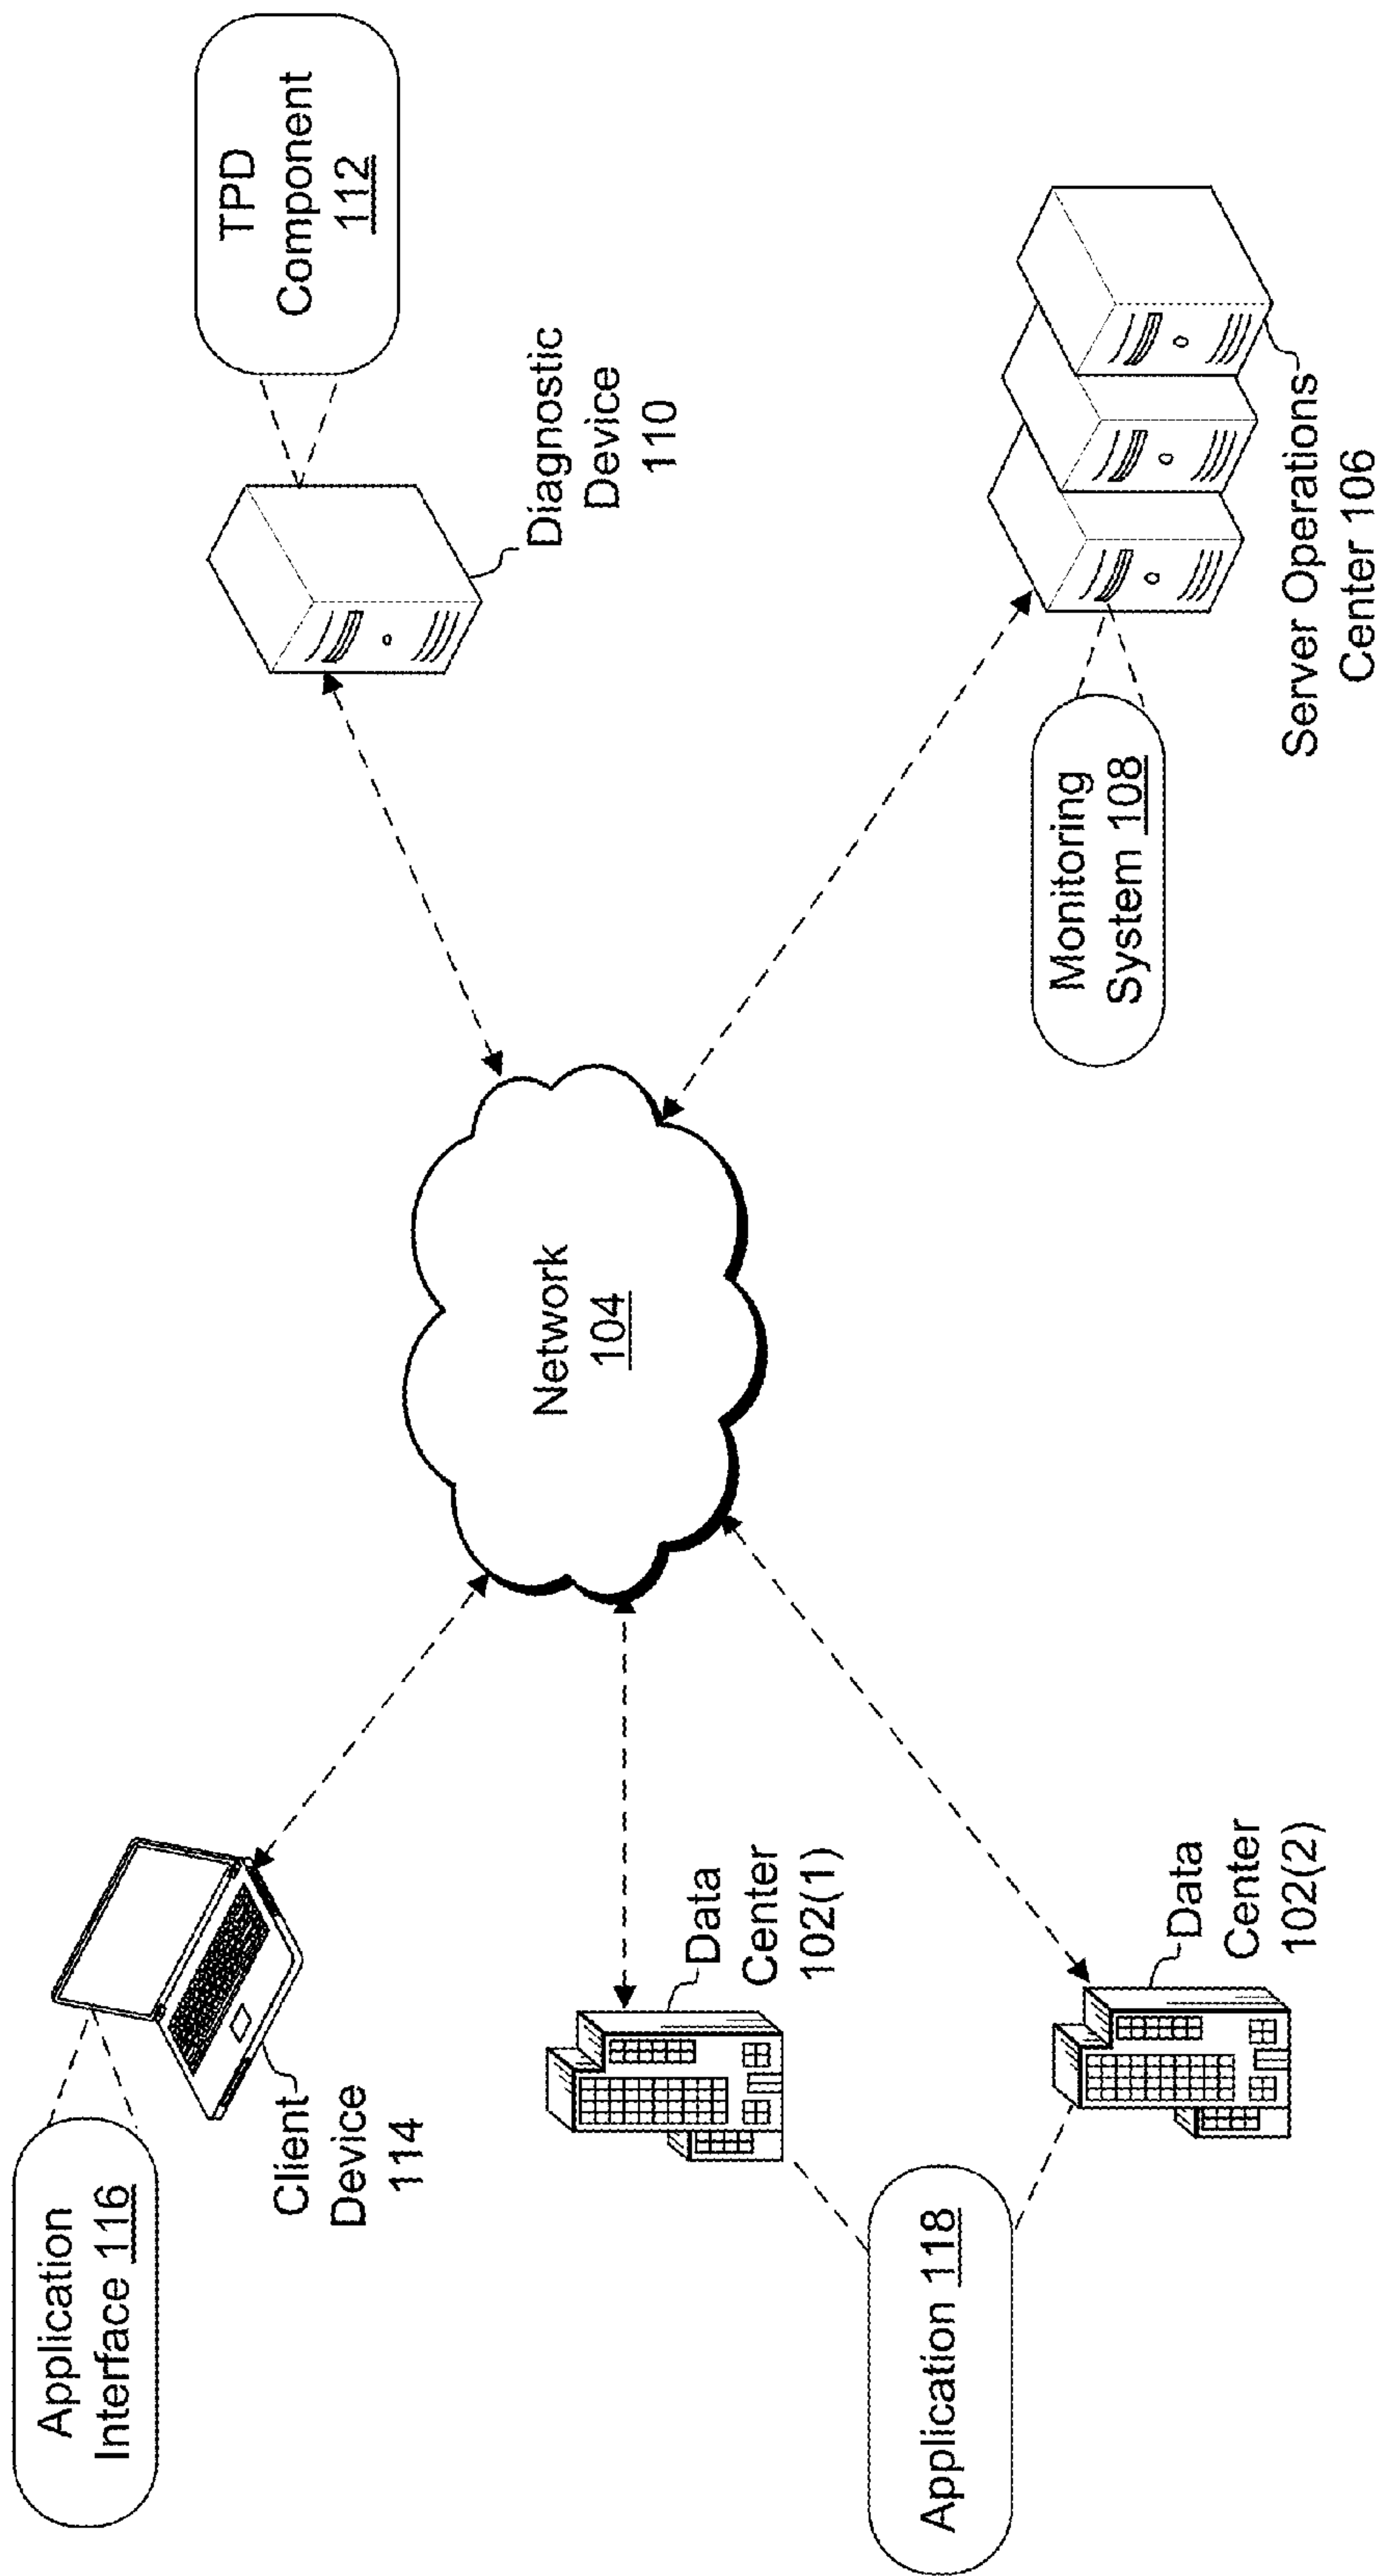 Application
Interface 116
Client
Device
114
Data
Center
102(1)
Application 118
Data
Center
102(2)
Network
104
TPD
Component
112
Diagnostic
Device
110
Monitoring
System 108
Server Operations
Center 106